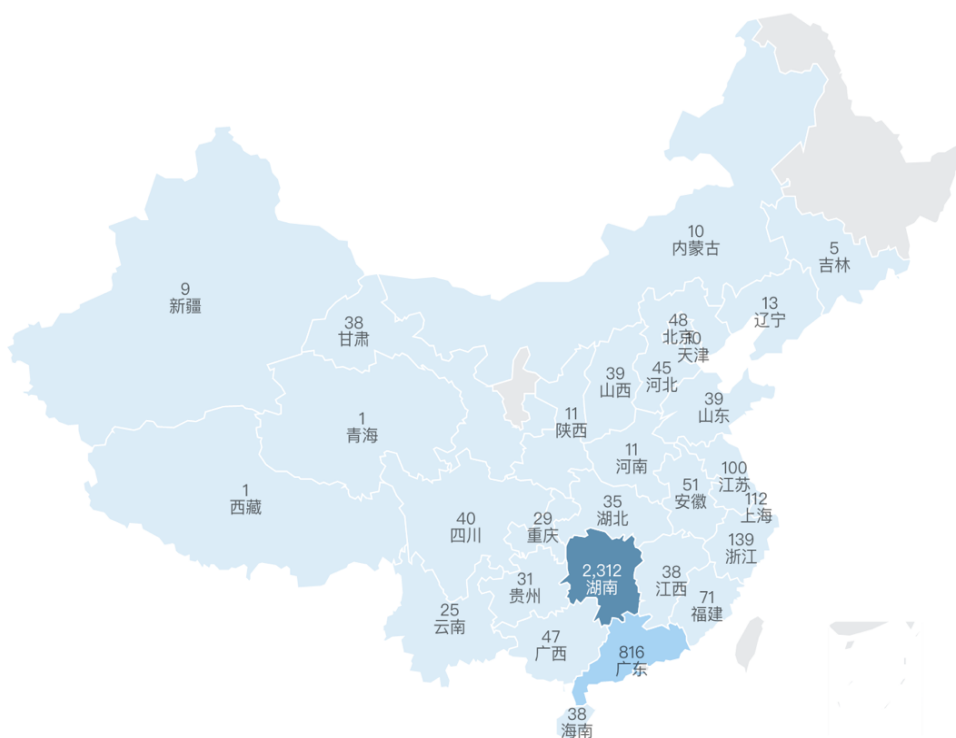 10
内蒙古
5
吉林
9
新疆
13
辽宁
38
甘肃
48
北京
10
天津
39
山西
45
河北
39
山东
1
青海
11
陕西
11
河南
100
江苏
51
安徽
1
西藏
112
上海
35
湖北
40
四川
29
重庆
139
浙江
2,312
湖南
38
江西
31
贵州
71
福建
25
云南
47
广西
816
广东
38
海南